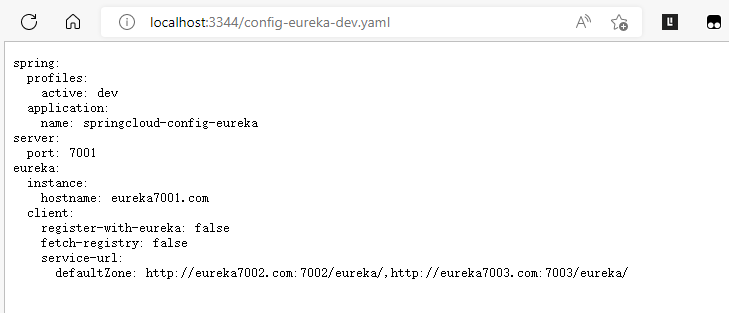 localhost:3344/config-eureka-dev.yaml
spring:
  profiles:
    active: dev
  application:
    name: springcloud-config-eureka
server:
  port: 7001
eureka:
  instance:
    hostname: eureka7001.com
  client:
    register-with-eureka: false
    fetch-registry: false
    service-url:
      defaultZone: http://eureka7002.com:7002/eureka/,http://eureka7003.com:7003/eureka/